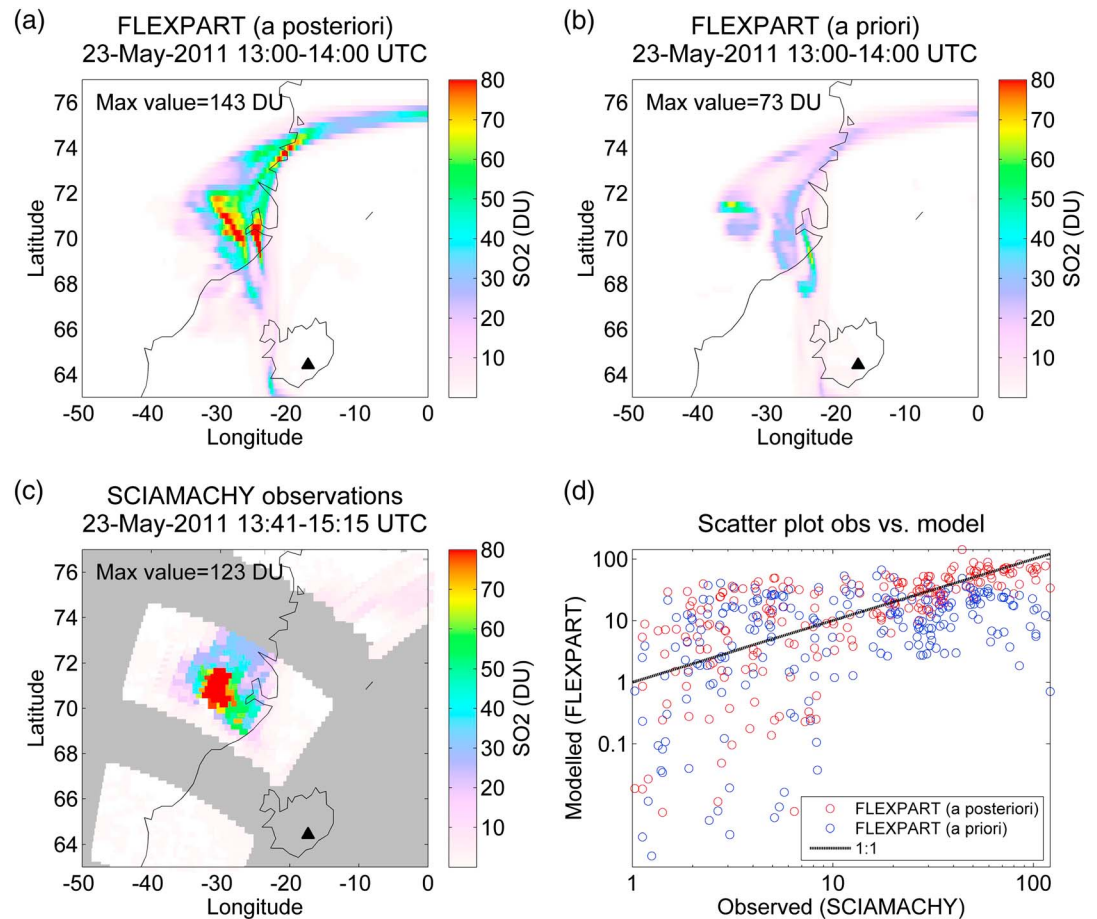 (a)
FLEXPART (a posteriori)
23-May-2011 13:00-14:00 UTC
Max value=143 DU
76
74
72
70
68
66
64
Latitude
-50
-40
-30
-20
-10
0
Longitude
80
70
60
50
40
30
20
10
SO2 (DU)
(b)
FLEXPART (a priori)
23-May-2011 13:00-14:00 UTC
Max value=73 DU
76
74
72
70
68
66
64
Latitude
-50
-40
-30
-20
-10
0
Longitude
80
70
60
50
40
30
20
10
SO2 (DU)
(c)
SCIAMACHY observations
23-May-2011 13:41-15:15 UTC
Max value=123 DU
76
74
72
70
68
66
64
Latitude
-50
-40
-30
-20
-10
0
Longitude
80
70
60
50
40
30
20
10
SO2 (DU)
(d)
Scatter plot obs vs. model
100
10
1
0.1
Modelled (FLEXPART)
FLEXPART (a posteriori)
FLEXPART (a priori)
1:1
1
10
100
Observed (SCIAMACHY)